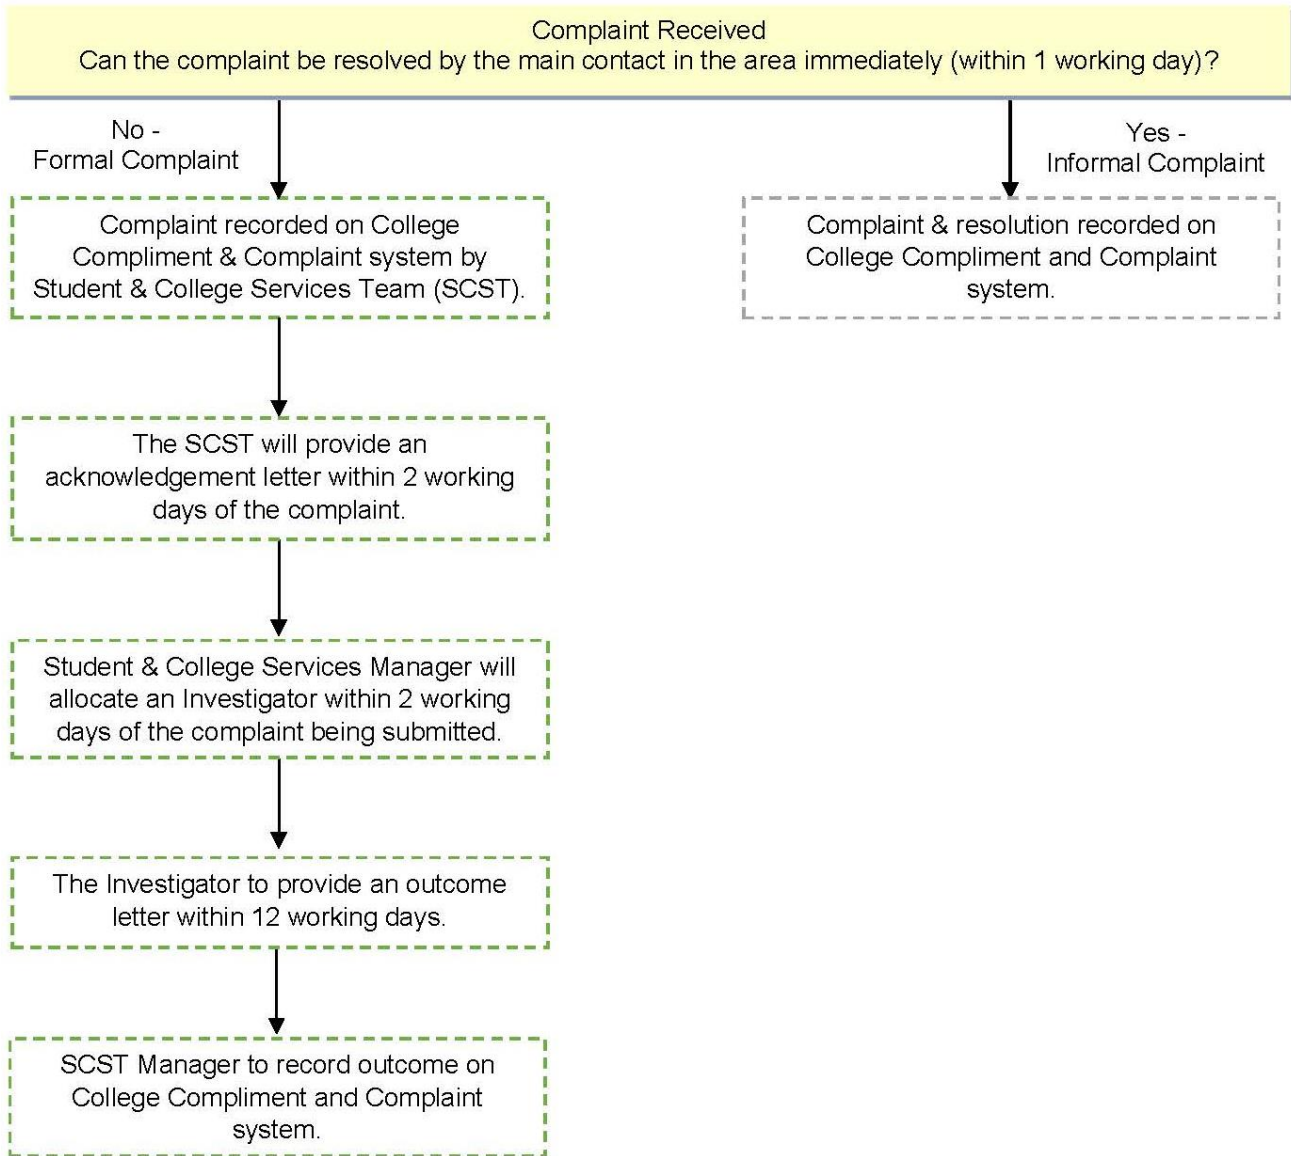 Complaint Received
Can the complaint be resolved by the main contact in the area immediately (within 1 working day)?
No -
Formal Complaint
Yes -
Informal Complaint
Complaint recorded on College
Compliment & Complaint system by
Student & College Services Team (SCST).
Complaint & resolution recorded on
College Compliment and Complaint
system.
The SCST will provide an
acknowledgement letter within 2 working
days of the complaint.
Student & College Services Manager will
allocate an Investigator within 2 working
days of the complaint being submitted.
The Investigator to provide an outcome
letter within 12 working days.
SCST Manager to record outcome on
College Compliment and Complaint
system.